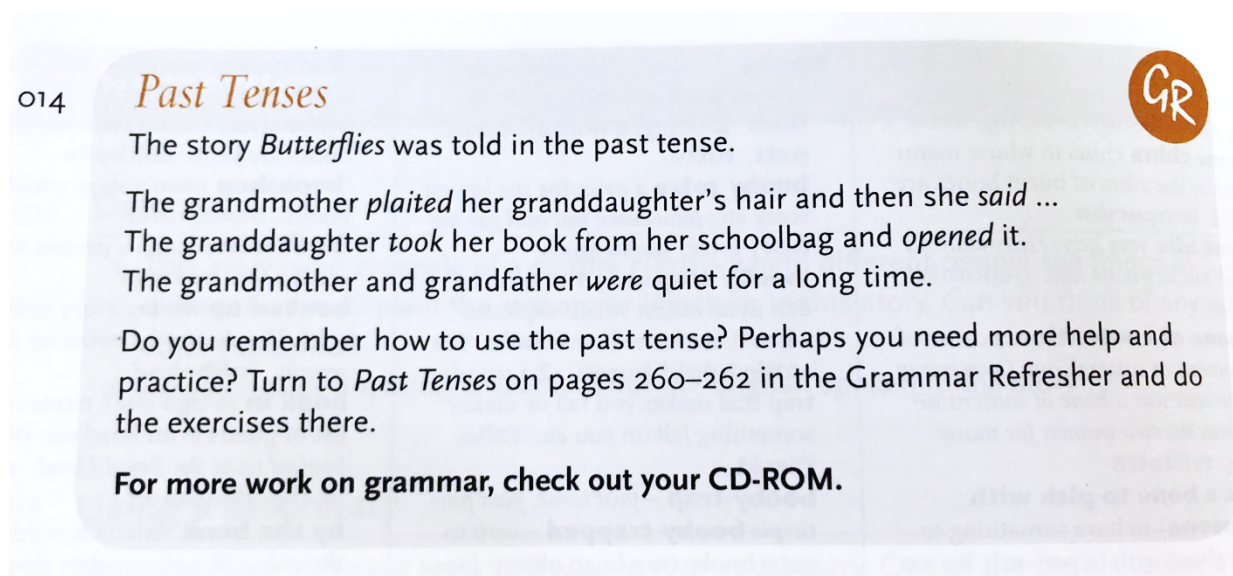 014
Past Tenses
GR
The story Butterflies was told in the past tense.
The grandmother plaited her granddaughter's hair and then she said ...
The granddaughter took her book from her schoolbag and opened it.
The grandmother and grandfather were quiet for a long time.
Do you remember how to use the past tense? Perhaps you need more help and
practice? Turn to Past Tenses on pages 260–262 in the Grammar Refresher and do
the exercises there.
For more work on grammar, check out your CD-ROM.